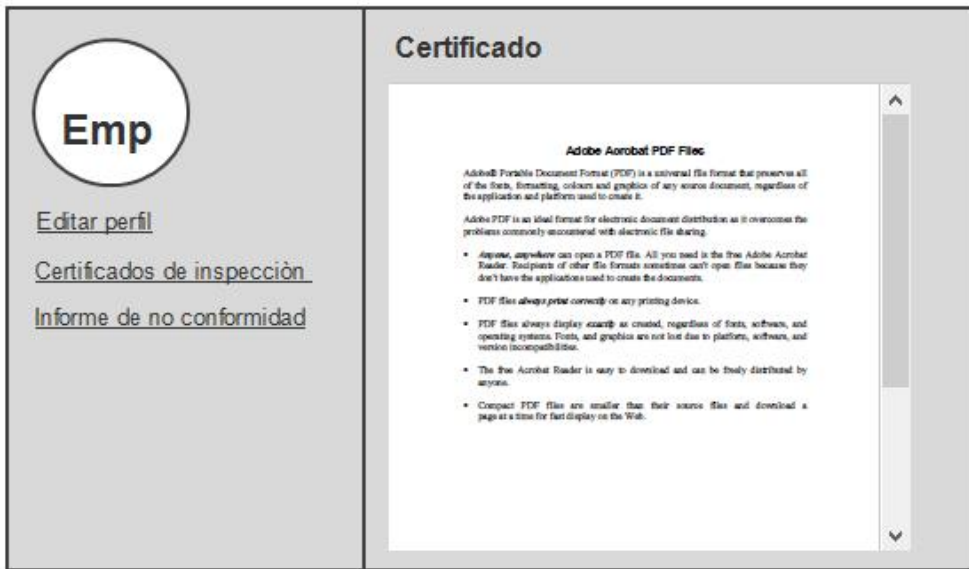 Emp
Editar perfil
Certificados de inspecciòn
Informe de no conformidad
Certificado
Adobe Acrobat PDF Files
Adobe® Portable Document Format (PDF) is a universal file format that preserves all
of the fonts, formatting, colours and graphics of any source document, regardless of
the application and platform used to create it.
Adobe PDF is an ideal format for electronic document distribution as it overcomes the
problems commonly encountered with electronic file sharing.
• Anyone, anywhere can open a PDF file. All you need is the free Adobe Acrobat
Reader. Recipients of other file formats sometimes can't open files because they
don't have the applications used to create the documents.
• PDF files always print correctly on any printing device.
• PDF files always display exactly as created, regardless of fonts, software, and
operating systems. Fonts, and graphics are not lost due to platform, software, and
version incompatibilities.
• The free Acrobat Reader is easy to download and can be freely distributed by
anyone.
• Compact PDF files are smaller than their source files and download a
page at a time for fast display on the Web.